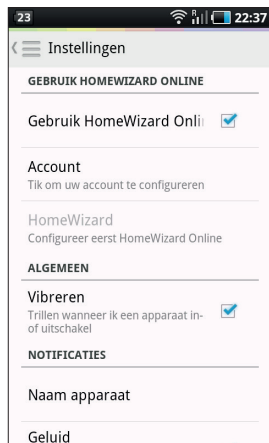 23
R
22:37
Instellingen
GEBRUIK HOMEWIZARD ONLINE
Gebruik HomeWizard Onli
Account
Tik om uw account te configureren
HomeWizard
Configureer eerst HomeWizard Online
ALGEMEEN
Vibreren
Trillen wanneer ik een apparaat in-
of uitschakel
NOTIFICATIES
Naam apparaat
Geluid